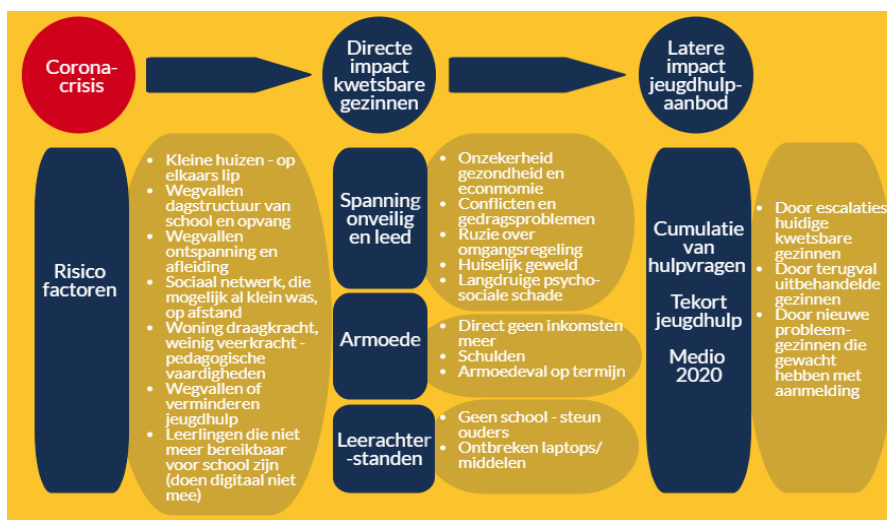 Corona-
crisis
Directe
impact
kwetsbare
gezinnen
Latere
impact
jeugdhulp-
aanbod
Risico
factoren
• Kleine huizen - op
elkaars lip
• Wegvallen
dagstructuur van
school en opvang
• Wegvallen
ontspanning en
afleiding
• Sociaal netwerk, die
mogelijk al klein was,
op afstand
• Woning draagkracht,
weinig veerkracht -
pedagogische
vaardigheden
• Wegvallen of
verminderen
jeugdhulp
• Leerlingen die niet
meer bereikbaar
voor school zijn
(doen digitaal niet
mee)
Spanning
onveilig
en leed
• Onzekerheid
gezondheid en
econmomie
• Conflicten en
gedragsproblemen
• Ruzie over
omgangsregeling
• Huiselijk geweld
• Langdruige psycho-
sociale schade
Armoede
• Direct geen inkomsten
meer
• Schulden
• Armoedeval op termijn
Leerachter
-standen
• Geen school - steun
ouders
• Ontbreken laptops/
middelen
Cumulatie
van
hulpvragen
Tekort
jeugdhulp
Medio
2020
• Door escalaties
huidige
kwetsbare
gezinnen
• Door terugval
uitbehandelde
gezinnen
• Door nieuwe
probleem-
gezinnen die
gewacht
hebben met
aanmelding